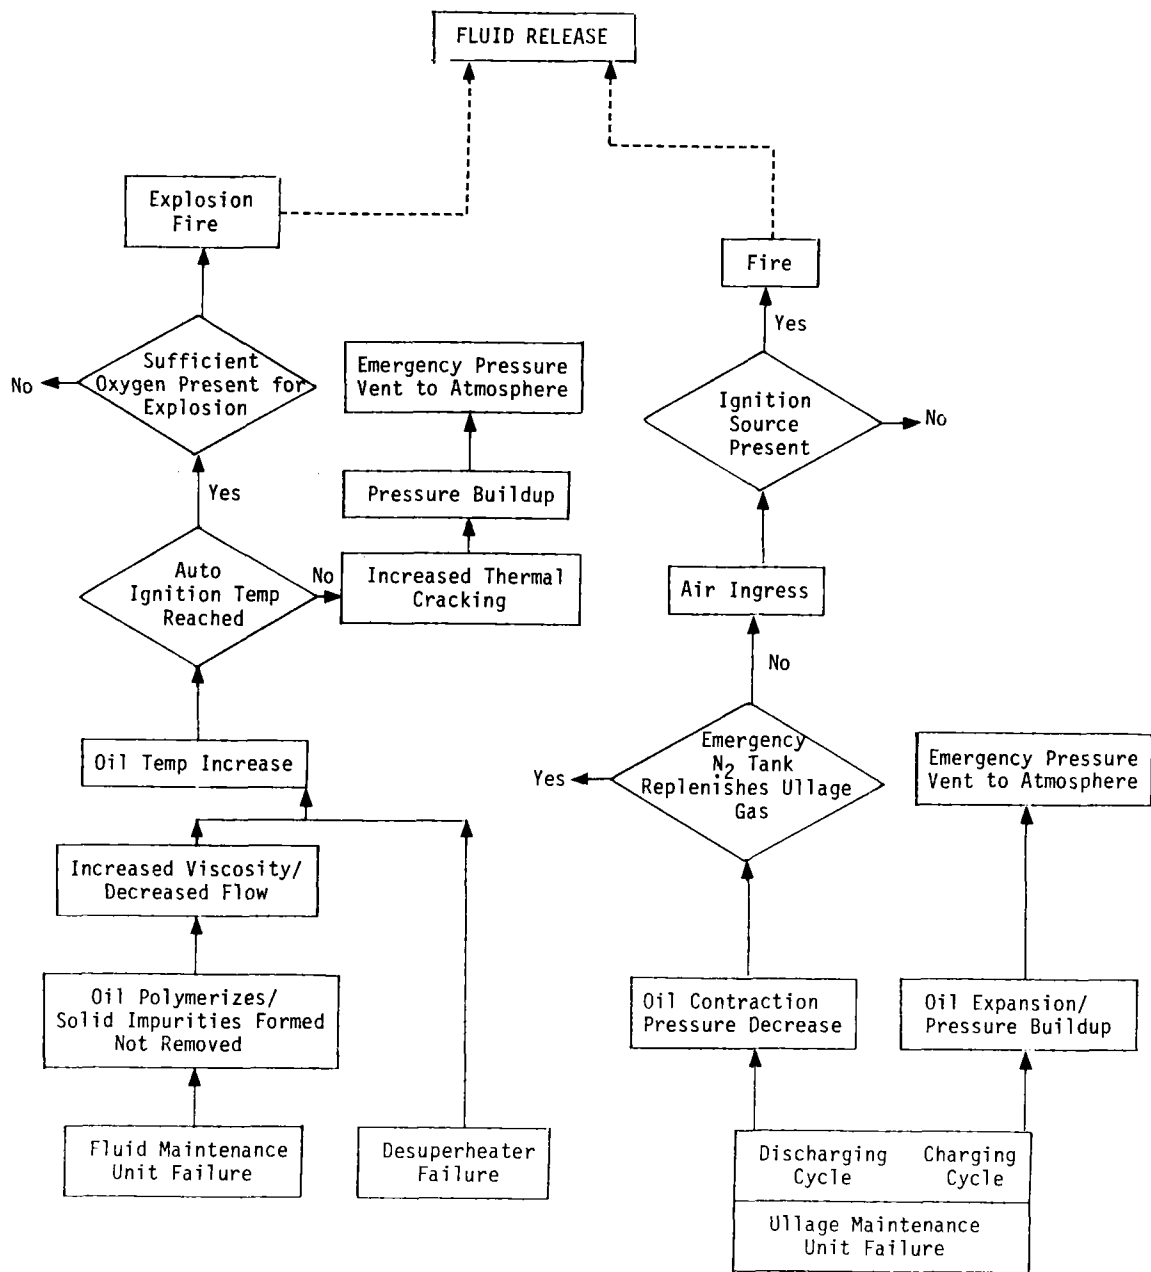 FLUID RELEASE
Explosion
Fire
Fire
Yes
Sufficient
Oxygen Present for
Explosion
No
Emergency Pressure
Vent to Atmosphere
Ignition
Source
Present
No
Yes
Pressure Buildup
Auto
Ignition Temp
Reached
No
Increased Thermal
Cracking
Air Ingress
No
Oil Temp Increase
Emergency
N2 Tank
Replenishes Ullage
Gas
Yes
Emergency Pressure
Vent to Atmosphere
Increased Viscosity/
Decreased Flow
Oil Polymerizes/
Solid Impurities Formed
Not Removed
Oil Contraction
Pressure Decrease
Oil Expansion/
Pressure Buildup
Fluid Maintenance
Unit Failure
Desuperheater
Failure
Discharging
Cycle
Charging
Cycle
Ullage Maintenance
Unit Failure